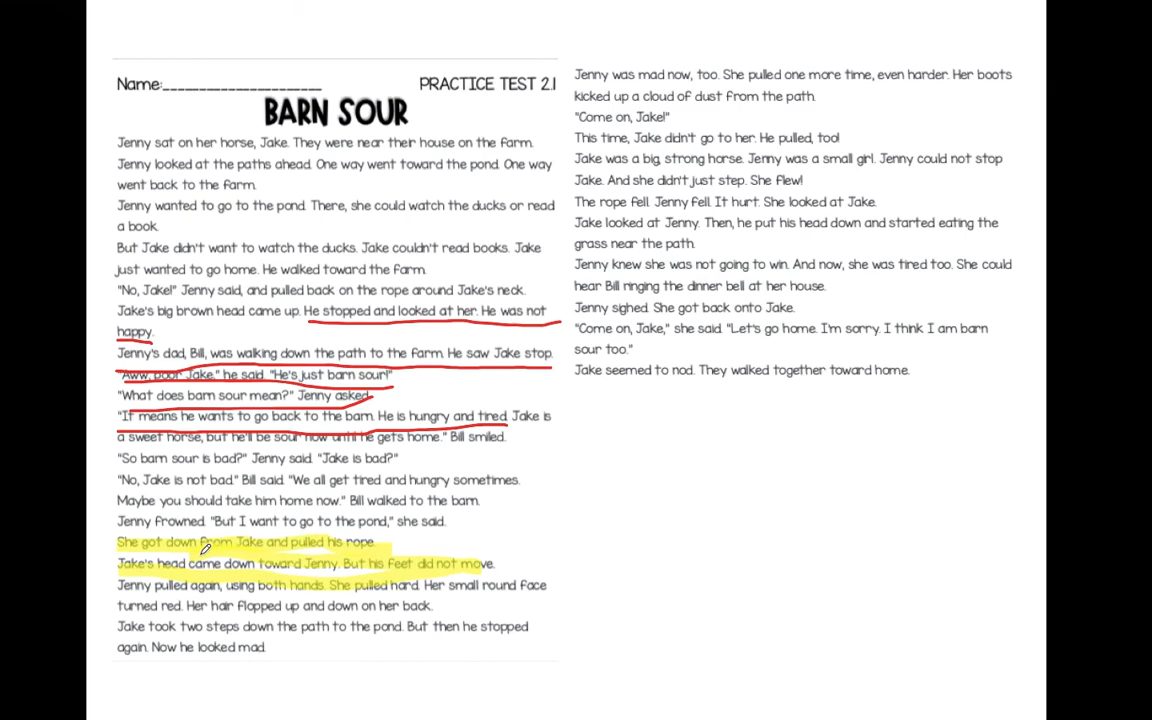 Name:______________________ PRACTICE TEST 2.1
BARN SOUR
Jenny sat on her horse, Jake. They were near their house on the farm.
Jenny looked at the paths ahead. One way went toward the pond. One way
went back to the farm.
Jenny wanted to go to the pond. There, she could watch the ducks or read
a book.
But Jake didn't want to watch the ducks. Jake couldn't read books. Jake
just wanted to go home. He walked toward the farm.
"No, Jake!" Jenny said, and pulled back on the rope around Jake's neck.
Jake's big brown head came up. He stopped and looked at her. He was not
happy.
Jenny's dad, Bill, was walking down the path to the farm. He saw Jake stop.
"Aww, poor Jake," he said. "He's just barn sour!"
"What does barn sour mean?" Jenny asked.
"It means he wants to go back to the barn. He is hungry and tired. Jake is
a sweet horse, but he'll be sour now until he gets home." Bill smiled.
"So barn sour is bad?" Jenny said. "Jake is bad?"
"No, Jake is not bad." Bill said. "We all get tired and hungry sometimes.
Maybe you should take him home now." Bill walked to the barn.
Jenny frowned. "But I want to go to the pond," she said.
She got down from Jake and pulled his rope.
Jake's head came down toward Jenny. But his feet did not move.
Jenny pulled again, using both hands. She pulled hard. Her small round face
turned red. Her hair flopped up and down on her back.
Jake took two steps down the path to the pond. But then he stopped
again. Now he looked mad.
Jenny was mad now, too. She pulled one more time, even harder. Her boots
kicked up a cloud of dust from the path.
"Come on, Jake!"
This time, Jake didn't go to her. He pulled, too!
Jake was a big, strong horse. Jenny was a small girl. Jenny could not stop
Jake. And she didn't just step. She flew!
The rope fell. Jenny fell. It hurt. She looked at Jake.
Jake looked at Jenny. Then, he put his head down and started eating the
grass near the path.
Jenny knew she was not going to win. And now, she was tired too. She could
hear Bill ringing the dinner bell at her house.
Jenny sighed. She got back onto Jake.
"Come on, Jake," she said. "Let's go home. I'm sorry. I think I am barn
sour too."
Jake seemed to nod. They walked together toward home.